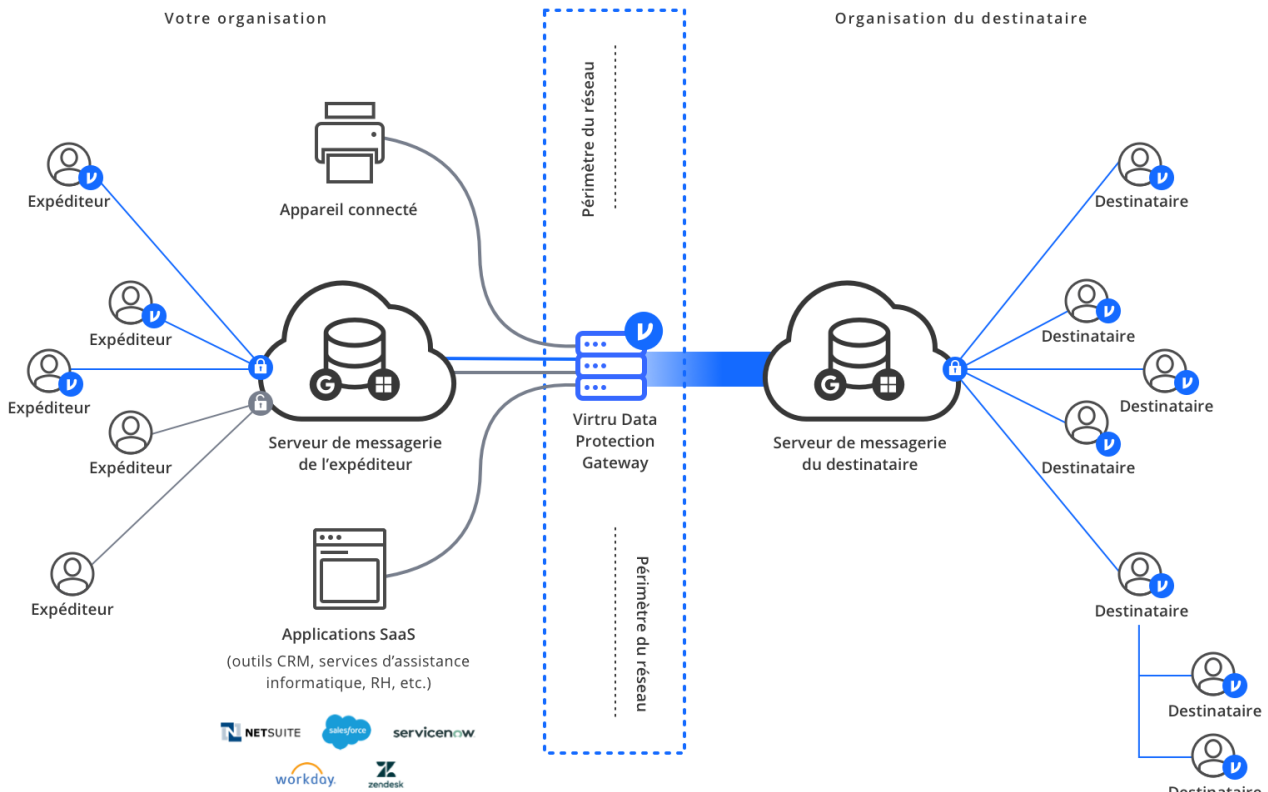 Votre organisation
Organisation du destinataire
Périmètre du réseau
Expéditeur
Appareil connecté
Destinataire
Expéditeur
Destinataire
Expéditeur
Destinataire
Expéditeur
Destinataire
Serveur de messagerie
de l’expéditeur
Virtru Data
Protection
Gateway
Serveur de messagerie
du destinataire
Périmètre du réseau
Expéditeur
Destinataire
Applications SaaS
(outils CRM, services d’assistance
informatique, RH, etc.)
NETSUITE
salesforce
servicenow
workday.
zendesk
Destinataire
Destinataire